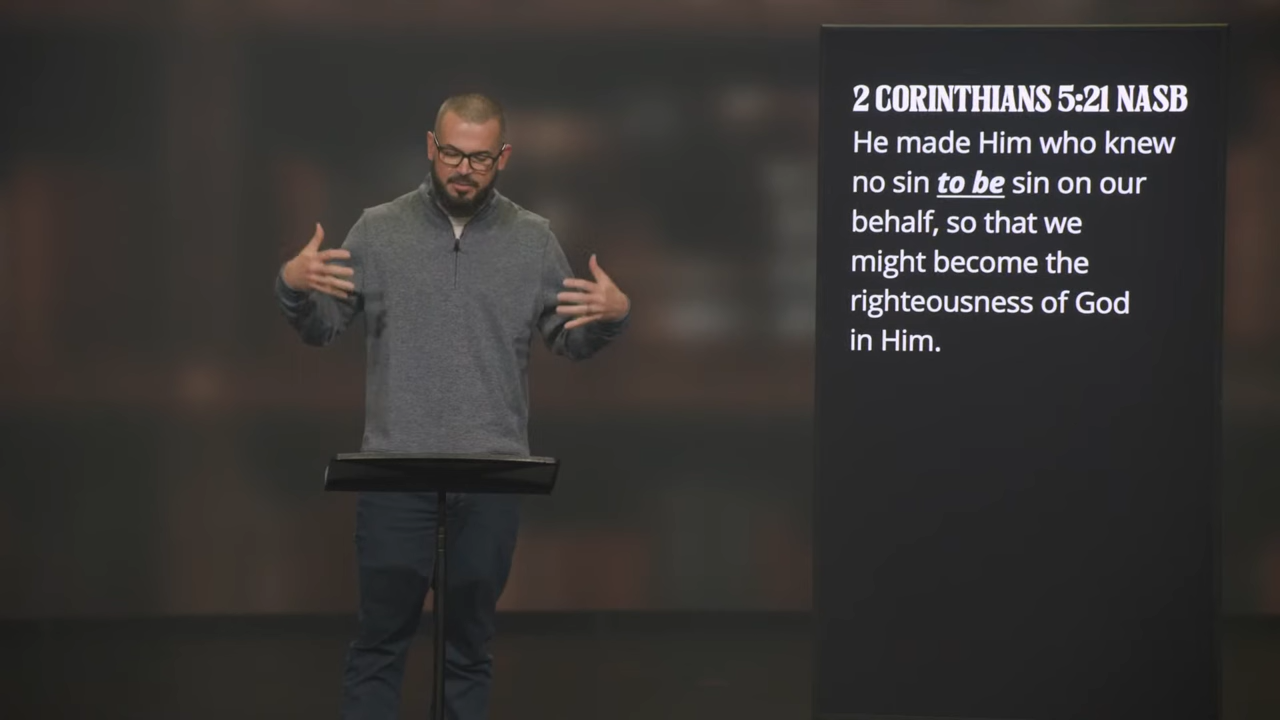 2 CORINTHIANS 5:21 NASB
He made Him who knew
no sin to be sin on our
behalf, so that we
might become the
righteousness of God
in Him.